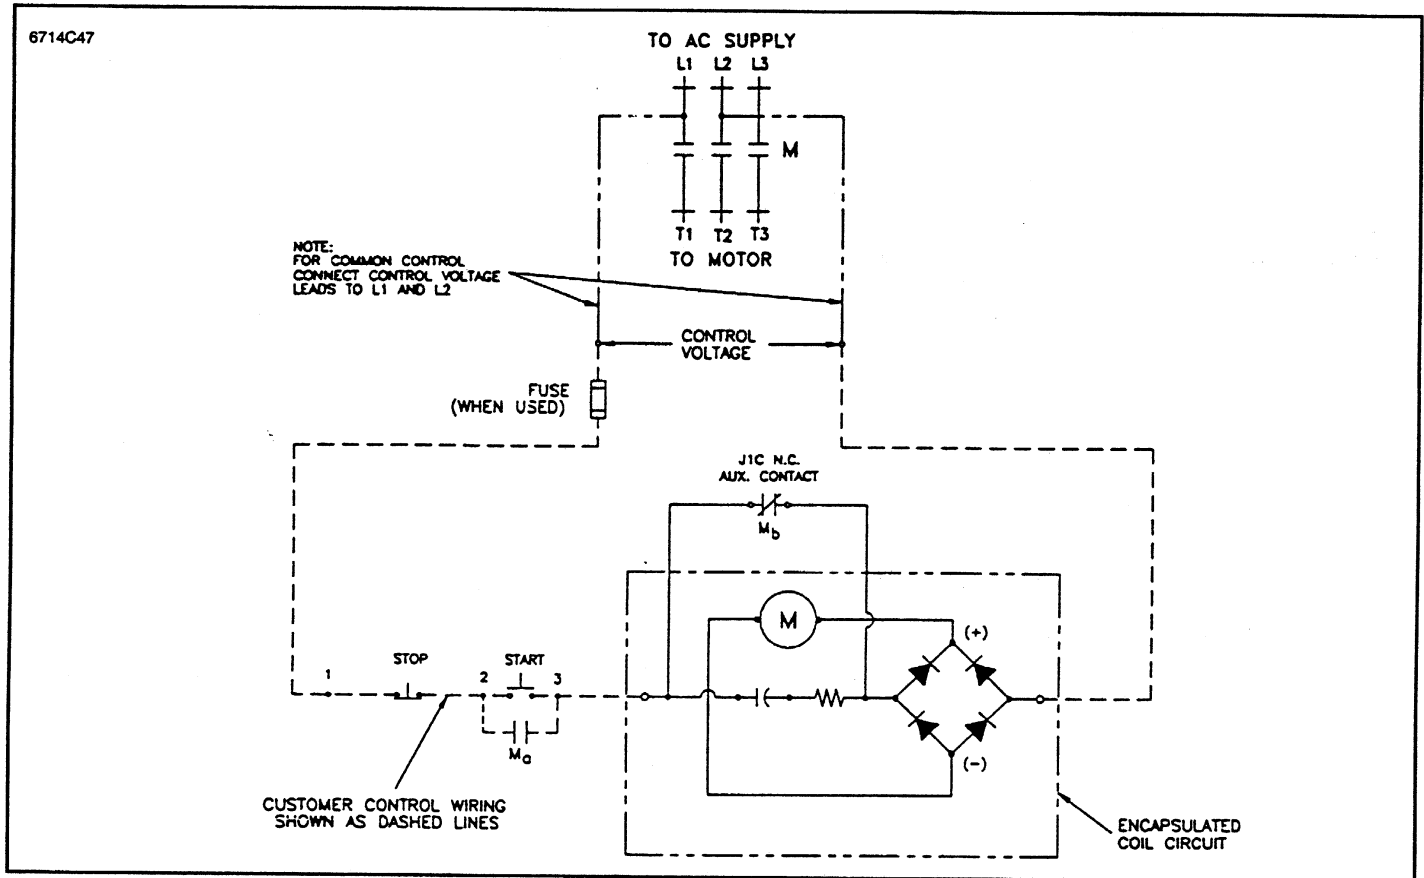 6714C47
TO AC SUPPLY
L1 L2 L3
M
T1 T2 T3
TO MOTOR
NOTE:
FOR COMMON CONTROL
CONNECT CONTROL VOLTAGE
LEADS TO L1 AND L2
CONTROL
VOLTAGE
FUSE
(WHEN USED)
J1C N.C.
AUX. CONTACT
Mb
M
(+)
STOP
START
1
2
3
Ma
(-)
CUSTOMER CONTROL WIRING
SHOWN AS DASHED LINES
ENCAPSULATED
COIL CIRCUIT